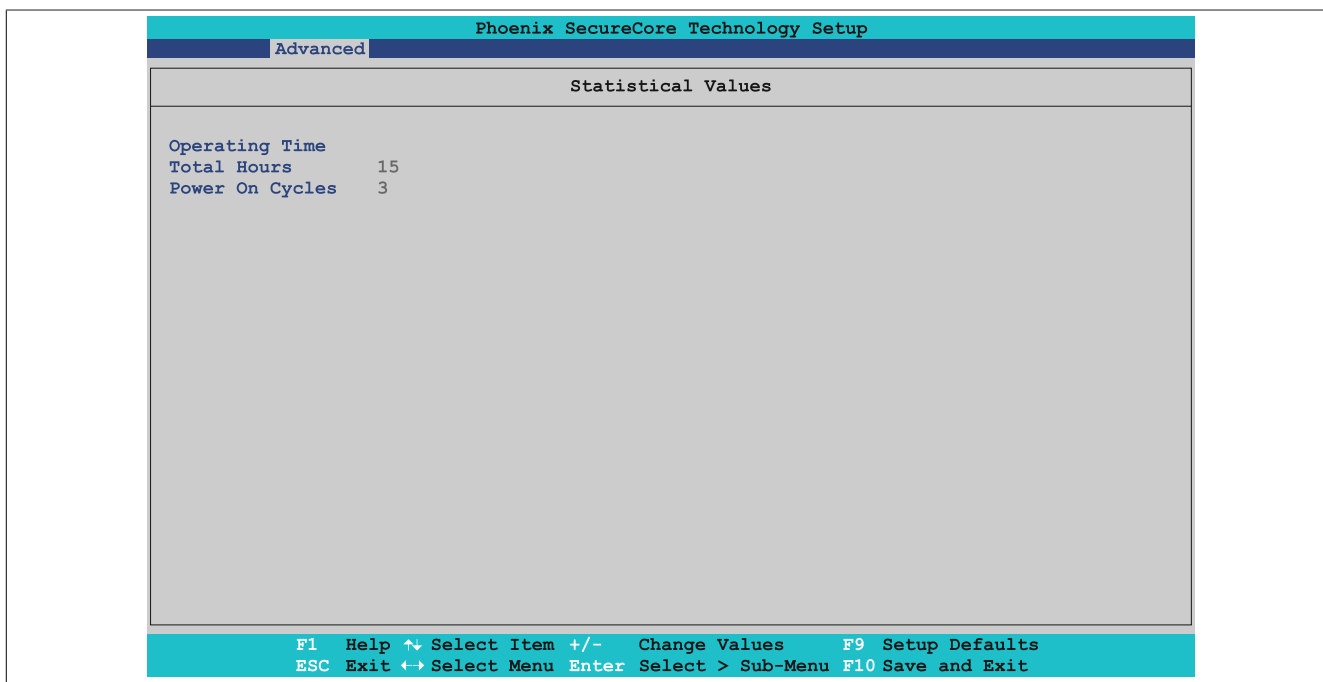 Phoenix SecureCore Technology Setup
Advanced
Statistical Values
Operating Time
Total Hours 15
Power On Cycles 3
F1 Help ↑↓ Select Item +/- Change Values F9 Setup Defaults
ESC Exit ←→ Select Menu Enter Select > Sub-Menu F10 Save and Exit